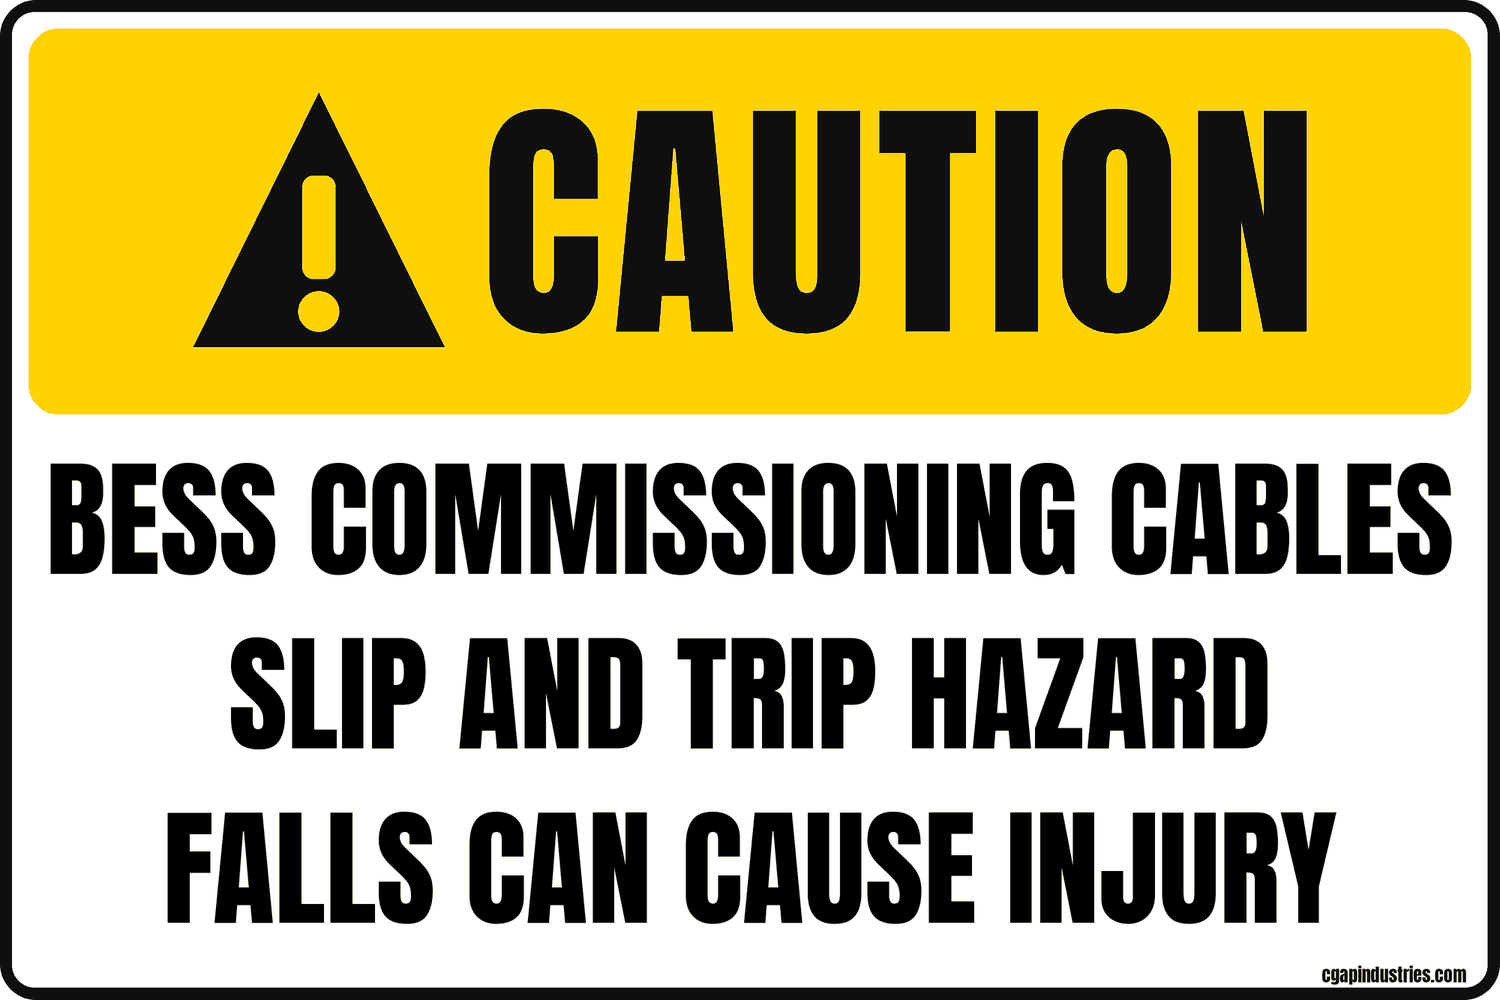 CAUTION
BESS COMMISSIONING CABLES
SLIP AND TRIP HAZARD
FALLS CAN CAUSE INJURY
cgapindustries.com